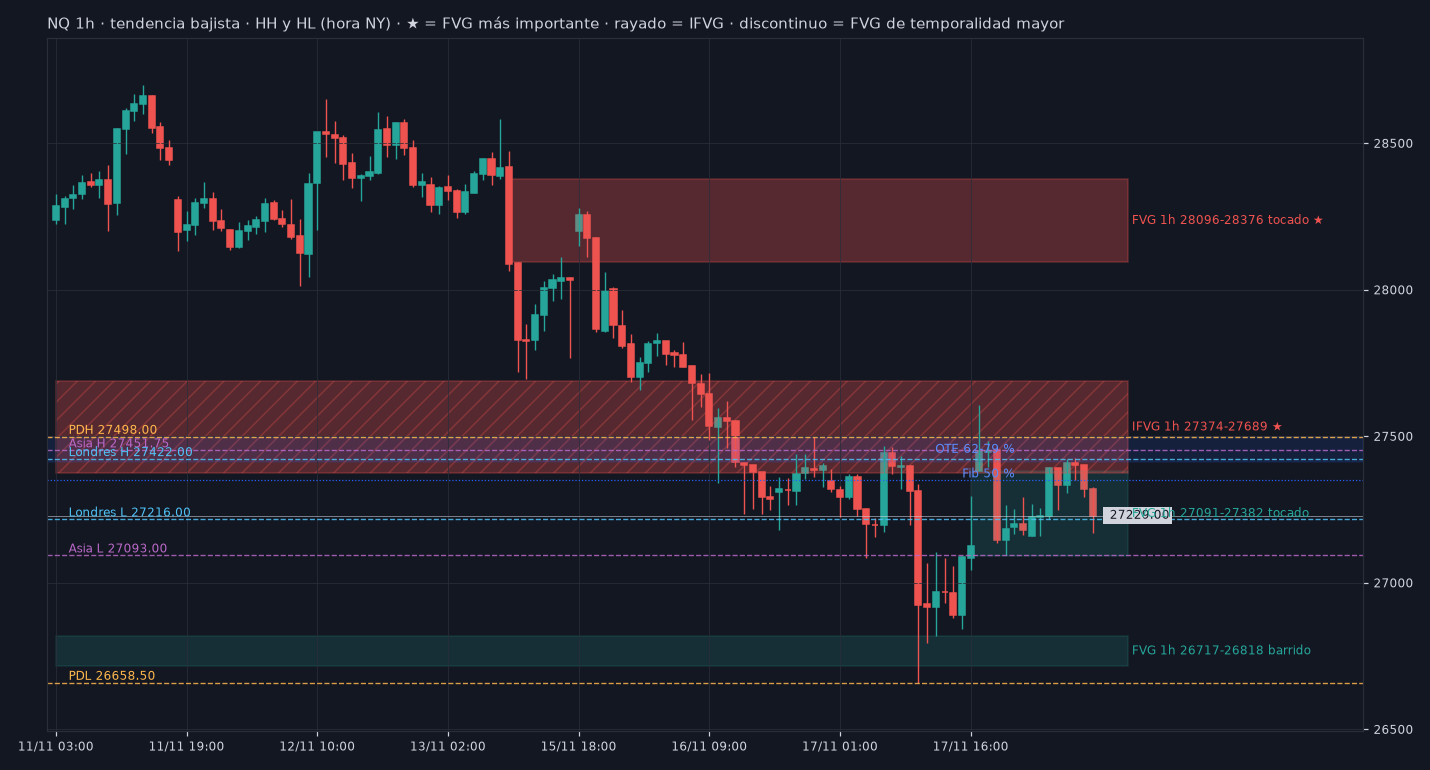 NQ 1h · tendencia bajista · HH y HL (hora NY) · ★ = FVG más importante · rayado = IFVG · discontinuo = FVG de temporalidad mayor
28500
FVG 1h 28096-28376 tocado ★
28000
PDH 27498.00
IFVG 1h 27374-27689 ★
27500
Asia H 27451.75
OTE 62-79 %
Londres H 27422.00
Fib 50 %
Londres L 27216.00
27220.00
FVG 1h 27091-27382 tocado
Asia L 27093.00
27000
FVG 1h 26717-26818 barrido
PDL 26658.50
26500
11/11 03:00
11/11 19:00
12/11 10:00
13/11 02:00
15/11 18:00
16/11 09:00
17/11 01:00
17/11 16:00